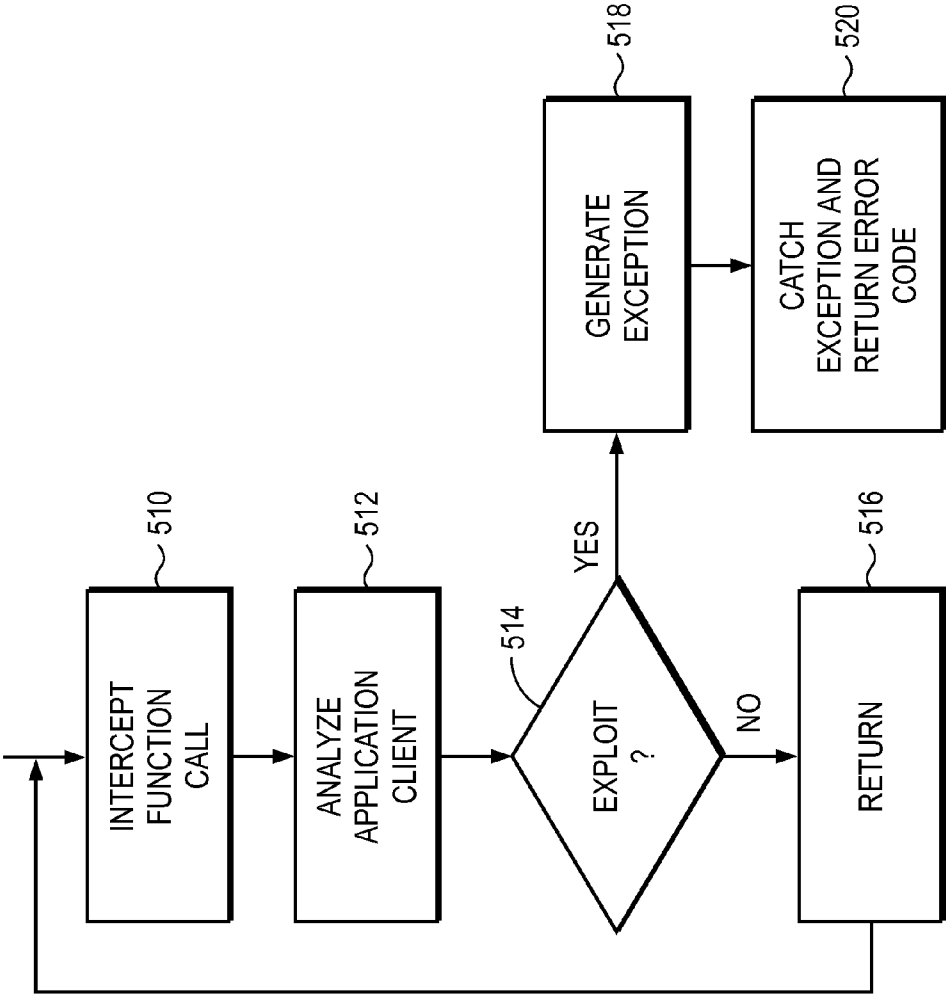 INTERCEPT
FUNCTION
CALL
510
ANALYZE
APPLICATION
CLIENT
512
EXPLOIT
?
514
YES
NO
GENERATE
EXCEPTION
518
CATCH
EXCEPTION AND
RETURN ERROR
CODE
520
RETURN
516